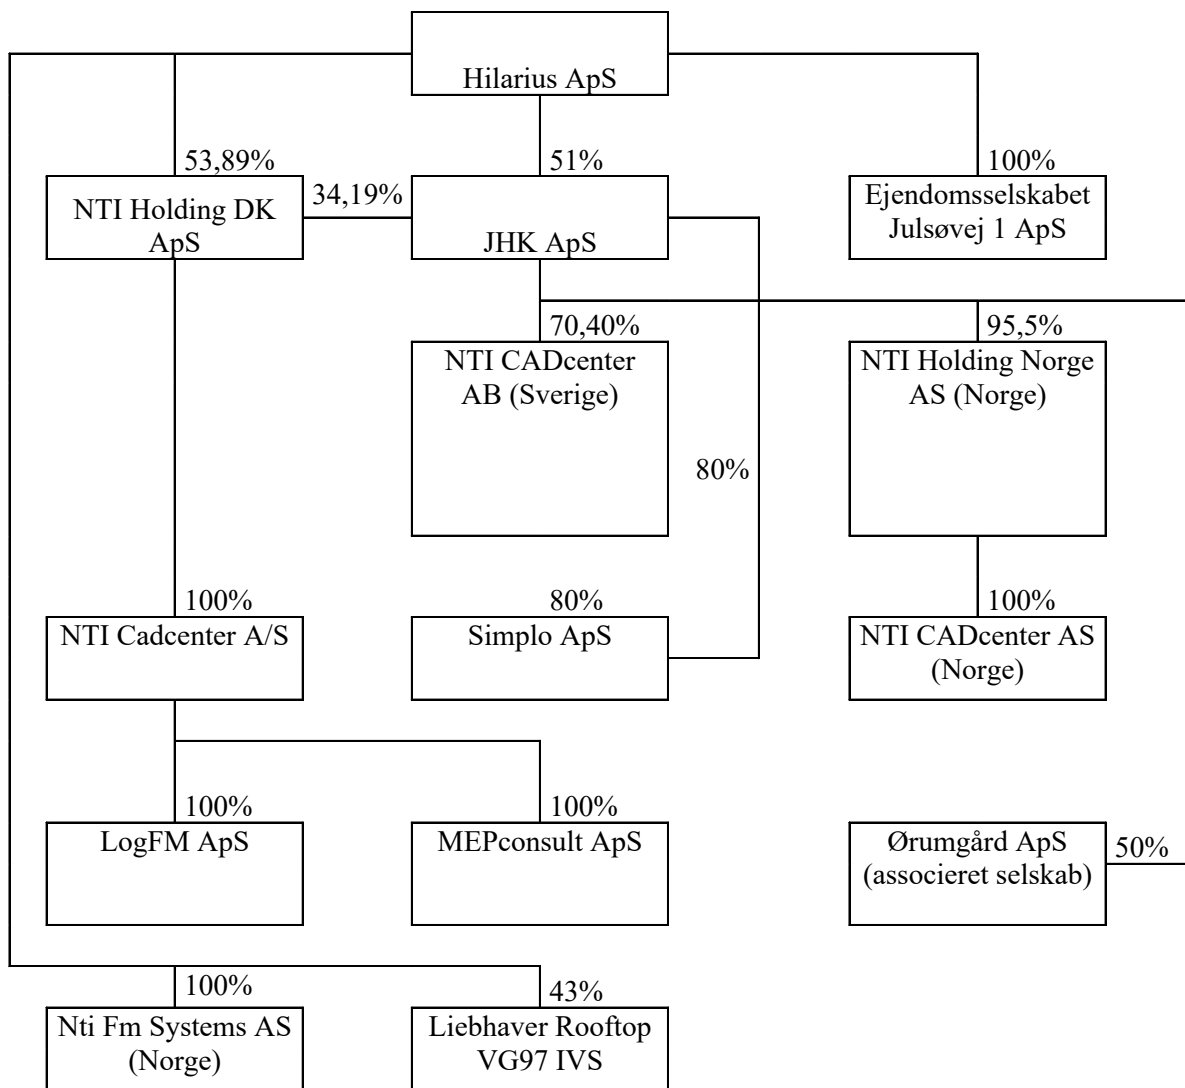 Hilarius ApS
53,89%
51%
100%
NTI Holding DK
ApS
34,19%
JHK ApS
Ejendomsselskabet
Julsøvej 1 ApS
70,40%
95,5%
NTI CADcenter
AB (Sverige)
NTI Holding Norge
AS (Norge)
80%
100%
80%
100%
NTI Cadcenter A/S
Simplo ApS
NTI CADcenter AS
(Norge)
100%
100%
LogFM ApS
MEPconsult ApS
Ørumgård ApS
(associeret selskab)
50%
100%
43%
Nti Fm Systems AS
(Norge)
Liebhaver Rooftop
VG97 IVS